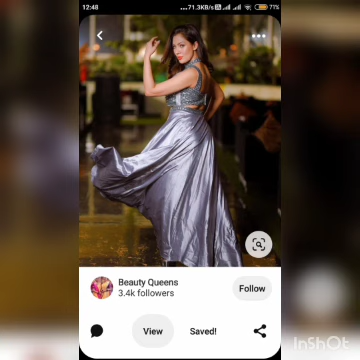 12:48
...71.3KB/s
71%
Beauty Queens
3.4k followers
Follow
View
Saved!
InShOt